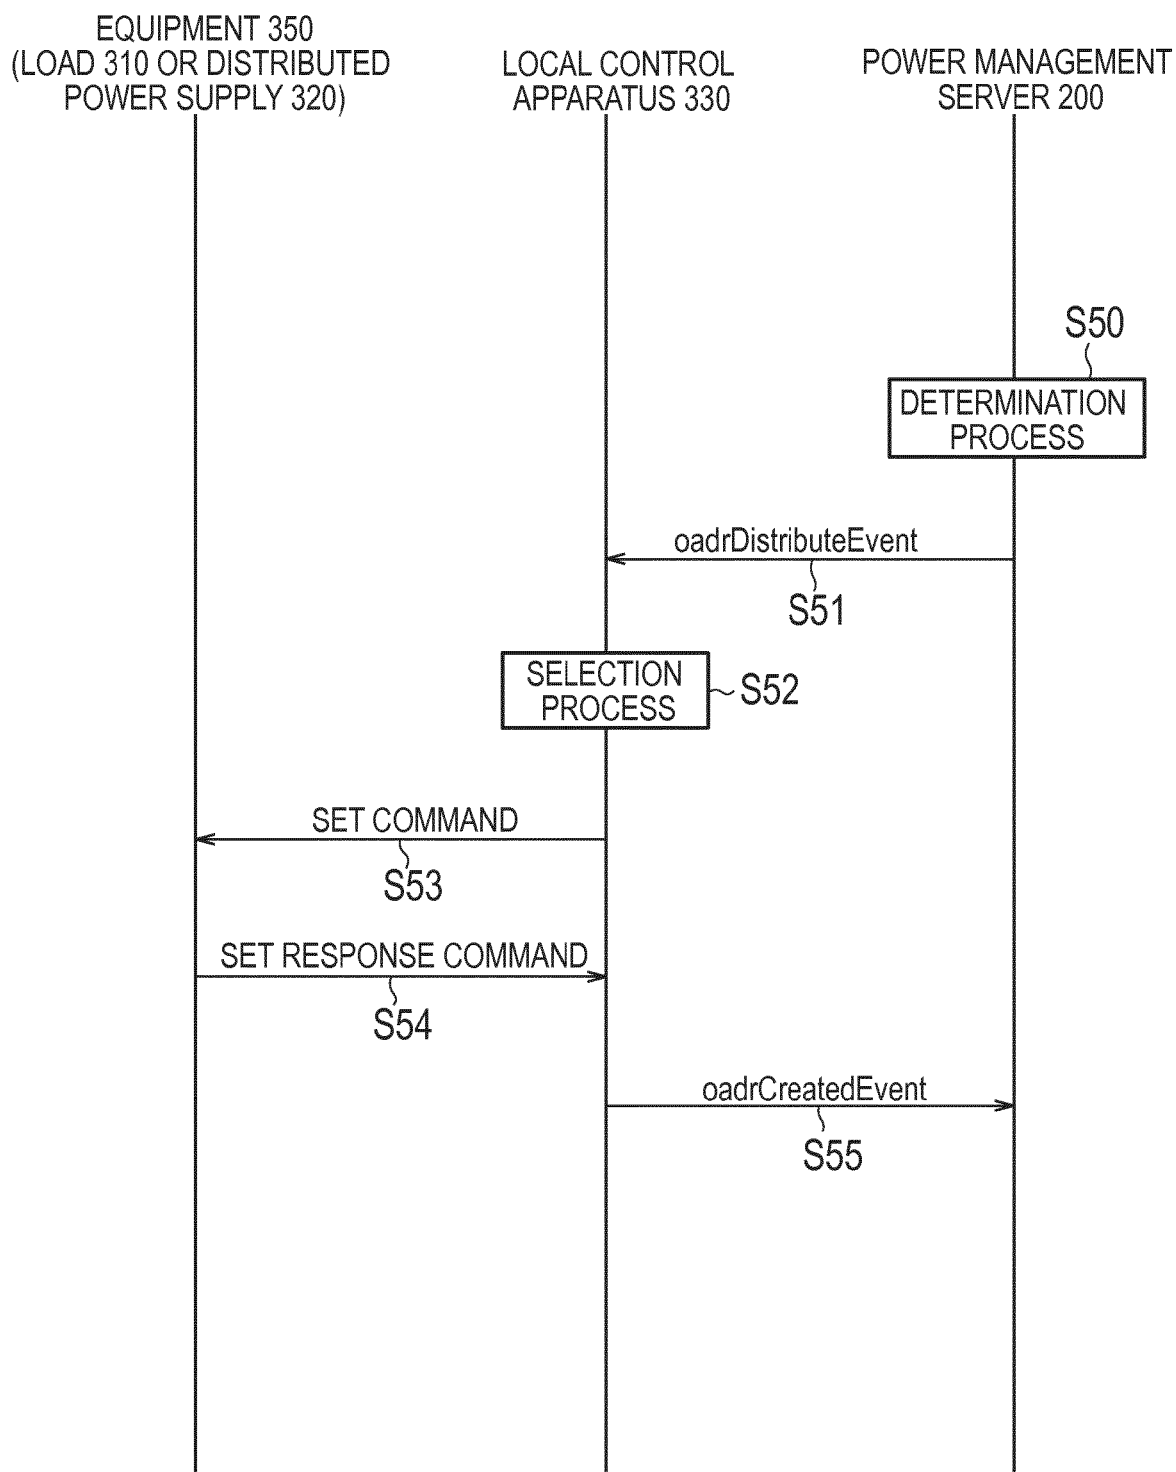 EQUIPMENT 350
(LOAD 310 OR DISTRIBUTED
POWER SUPPLY 320)
LOCAL CONTROL
APPARATUS 330
POWER MANAGEMENT
SERVER 200
S50
DETERMINATION
PROCESS
oadrDistributeEvent
S51
SELECTION
PROCESS
S52
SET COMMAND
S53
SET RESPONSE COMMAND
S54
oadrCreatedEvent
S55